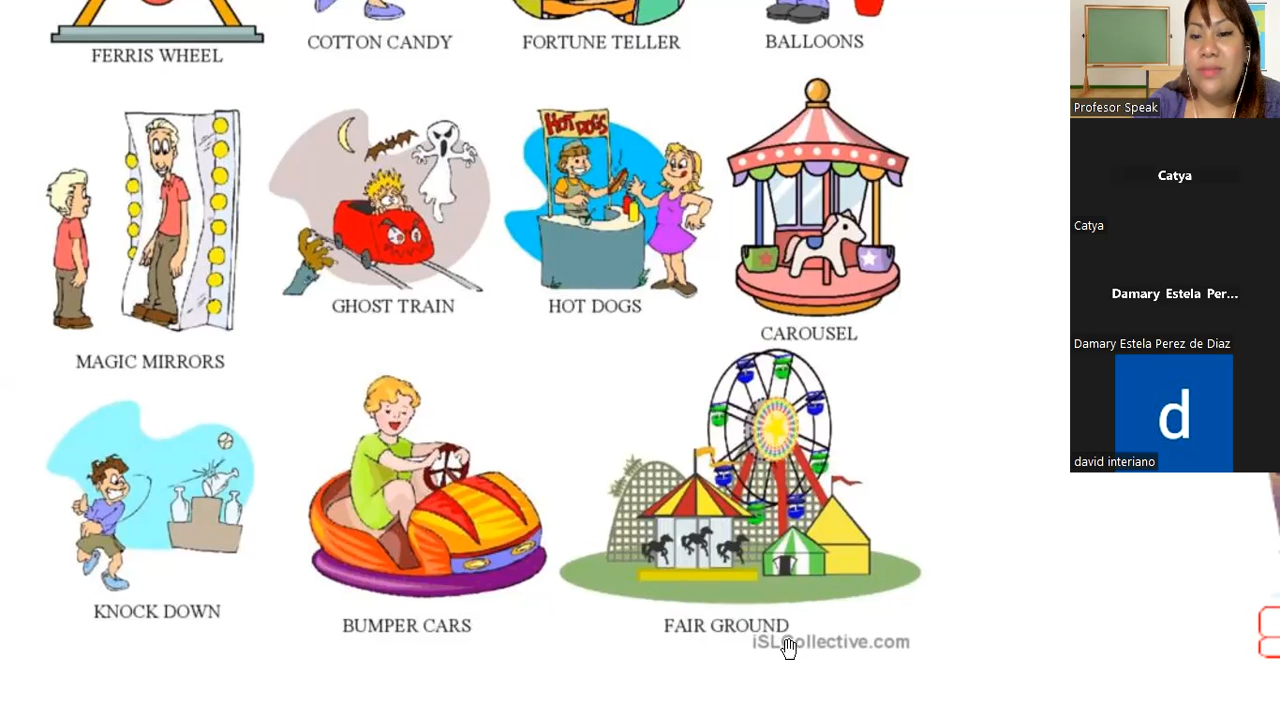 FERRIS WHEEL
COTTON CANDY
FORTUNE TELLER
BALLOONS
HOT DOGS
MAGIC MIRRORS
GHOST TRAIN
HOT DOGS
CAROUSEL
KNOCK DOWN
BUMPER CARS
FAIR GROUND
iSLCollective.com
Profesor Speak
Catya
Catya
Damary Estela Per...
Damary Estela Perez de Diaz
d
david interiano